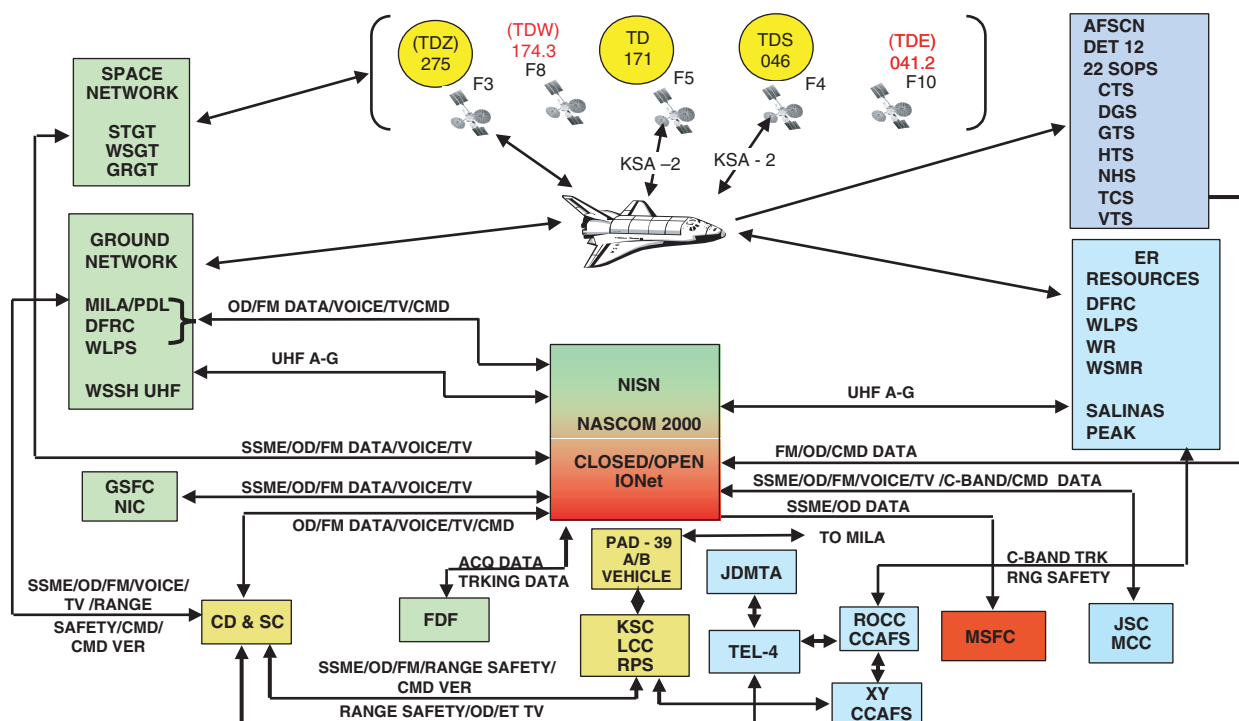 (TDZ)
275
F3
(TDW)
174.3
F8
TD
171
F5
TDS
046
F4
(TDE)
041.2
F10
SPACE
NETWORK
STGT
WSGT
GRGT
AFSCN
DET 12
22 SOPS
CTS
DGS
GTS
HTS
NHS
TCS
VTS
KSA –2
KSA - 2
GROUND
NETWORK
MILA/PDL
DFRC
WLPS
WSSH UHF
OD/FM DATA/VOICE/TV/CMD
UHF A-G
ER
RESOURCES
DFRC
WLPS
WR
WSMR
SALINAS
PEAK
NISN
NASCOM 2000
CLOSED/OPEN
IONet
UHF A-G
SSME/OD/FM DATA/VOICE/TV
FM/OD/CMD DATA
GSFC
NIC
SSME/OD/FM DATA/VOICE/TV
SSME/OD/FM/VOICE/TV /C-BAND/CMD DATA
OD/FM DATA/VOICE/TV/CMD
SSME/OD DATA
ACQ DATA
TRKING DATA
PAD - 39
A/B
VEHICLE
TO MILA
JDMTA
C-BAND TRK
RNG SAFETY
SSME/OD/FM/VOICE/
TV /RANGE
SAFETY/CMD/
CMD VER
CD & SC
FDF
KSC
LCC
RPS
TEL-4
ROCC
CCAFS
MSFC
JSC
MCC
SSME/OD/FM/RANGE SAFETY/
CMD VER
RANGE SAFETY/OD/ET TV
XY
CCAFS